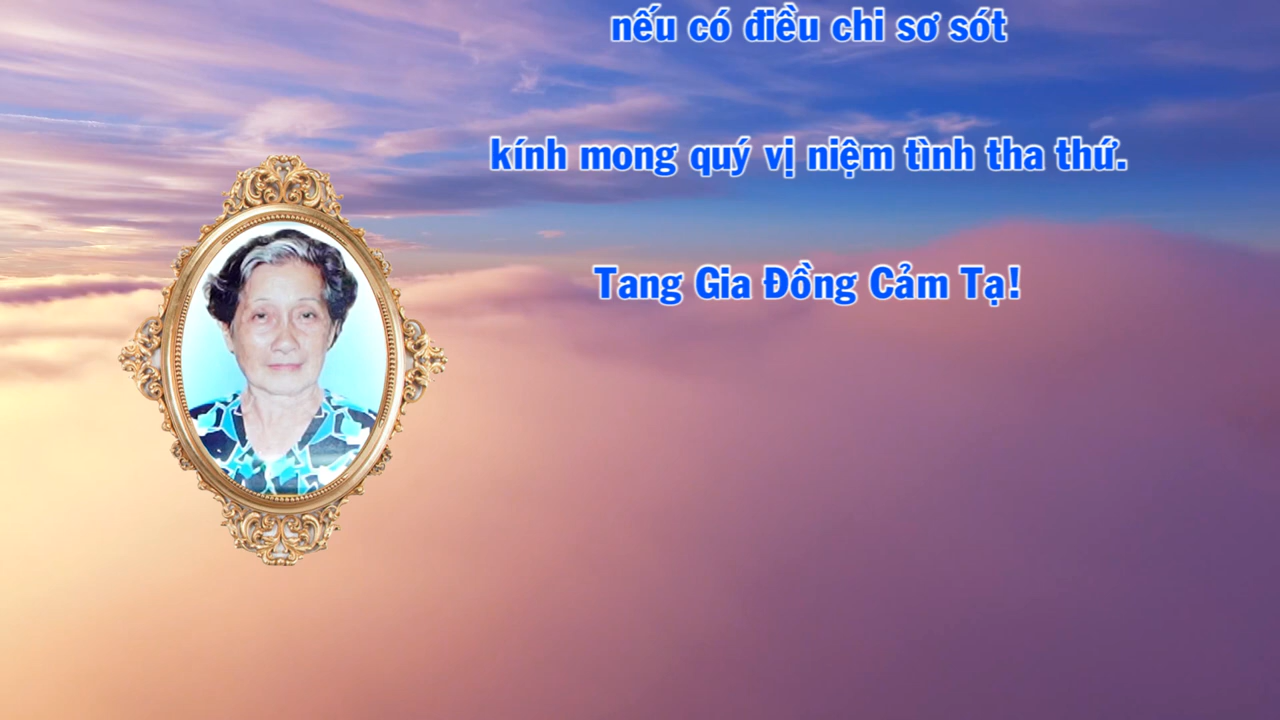 nếu có điều chi sơ sót
kính mong quý vị niệm tình tha thứ.
Tang Gia Đồng Cảm Tạ!